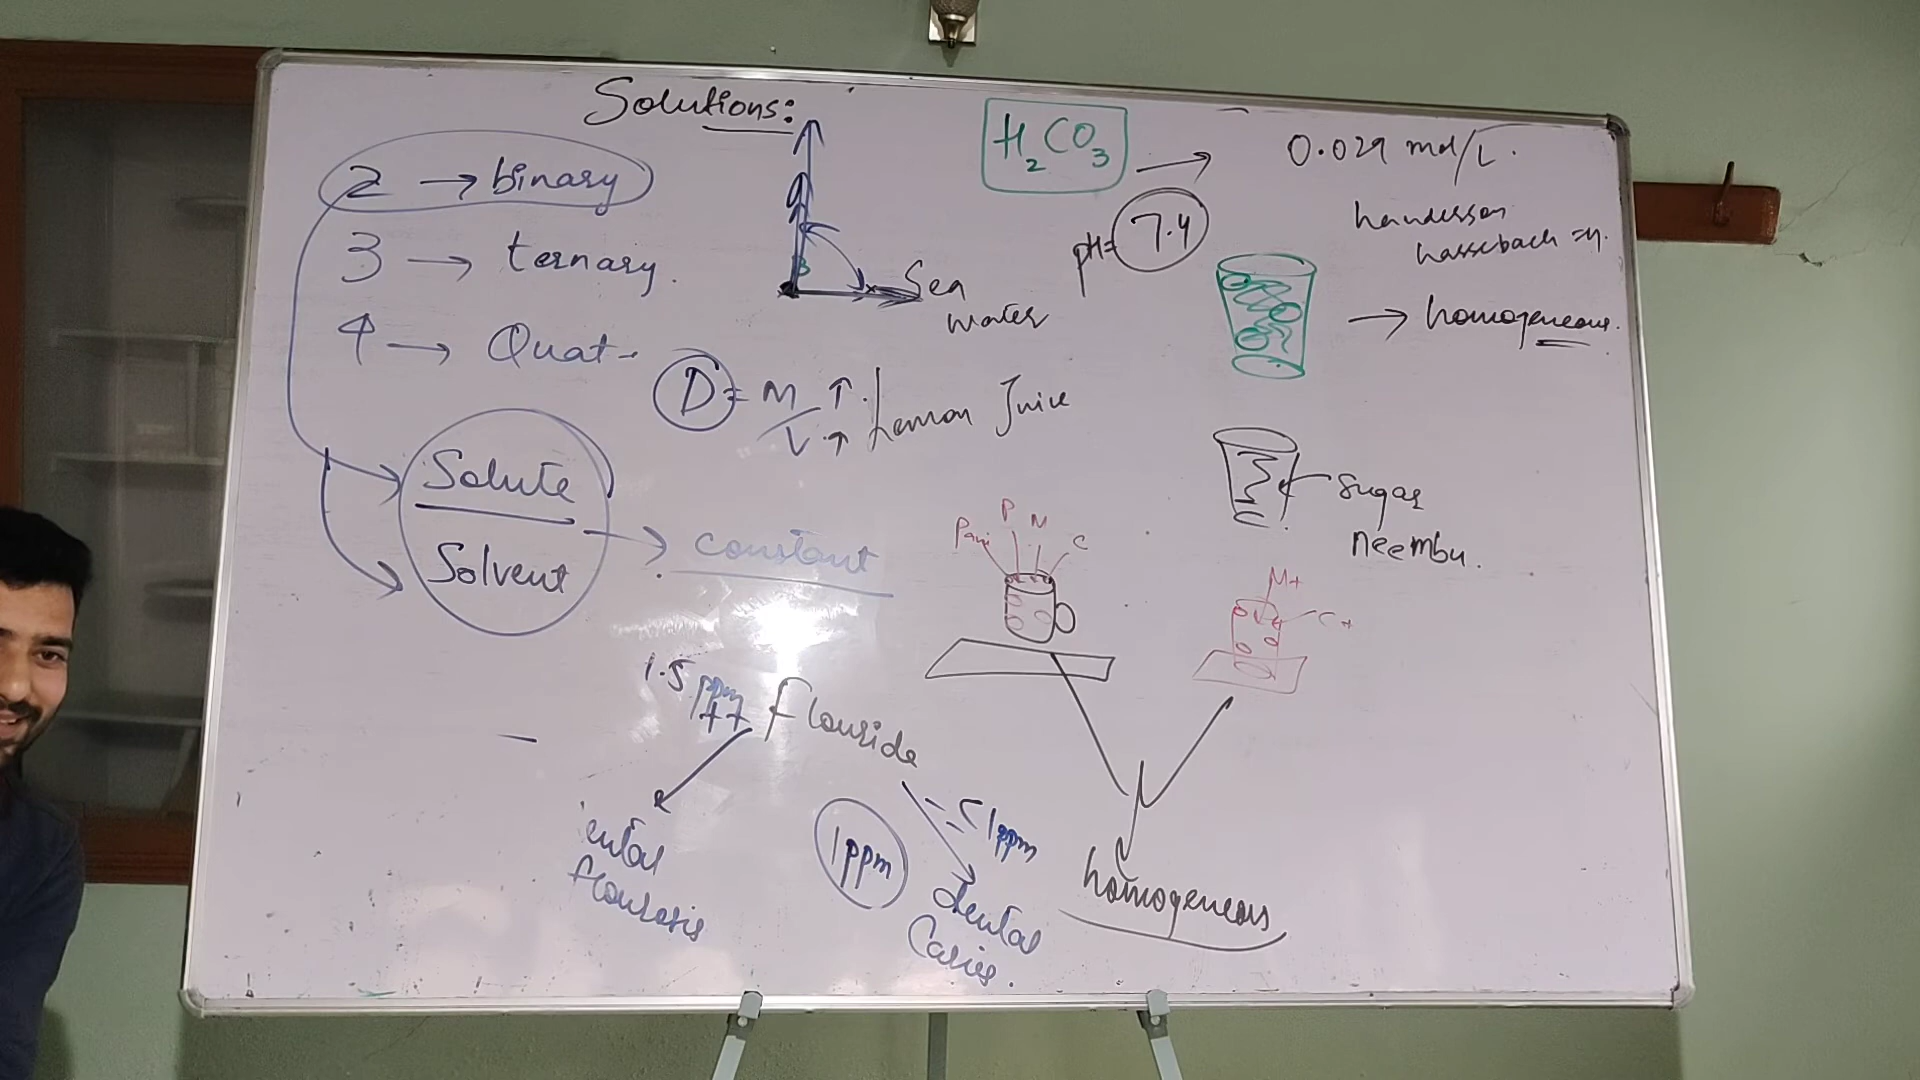 Solutions:
2 → binary
3 → ternary.
4 → Quat-
Sea
water
H2CO3 →
0.029 mol/L.
pH= 7.4
→ homogeneous.
D = M ↑
V ↑
Lemon Juice
Solute
Solvent
→ constant
Sugar
Neembu.
Pani P M C
M+
C+
1.5 ppm
flouride
ental
flourosis
1ppm
< 1ppm
dental
Caries.
homogeneous